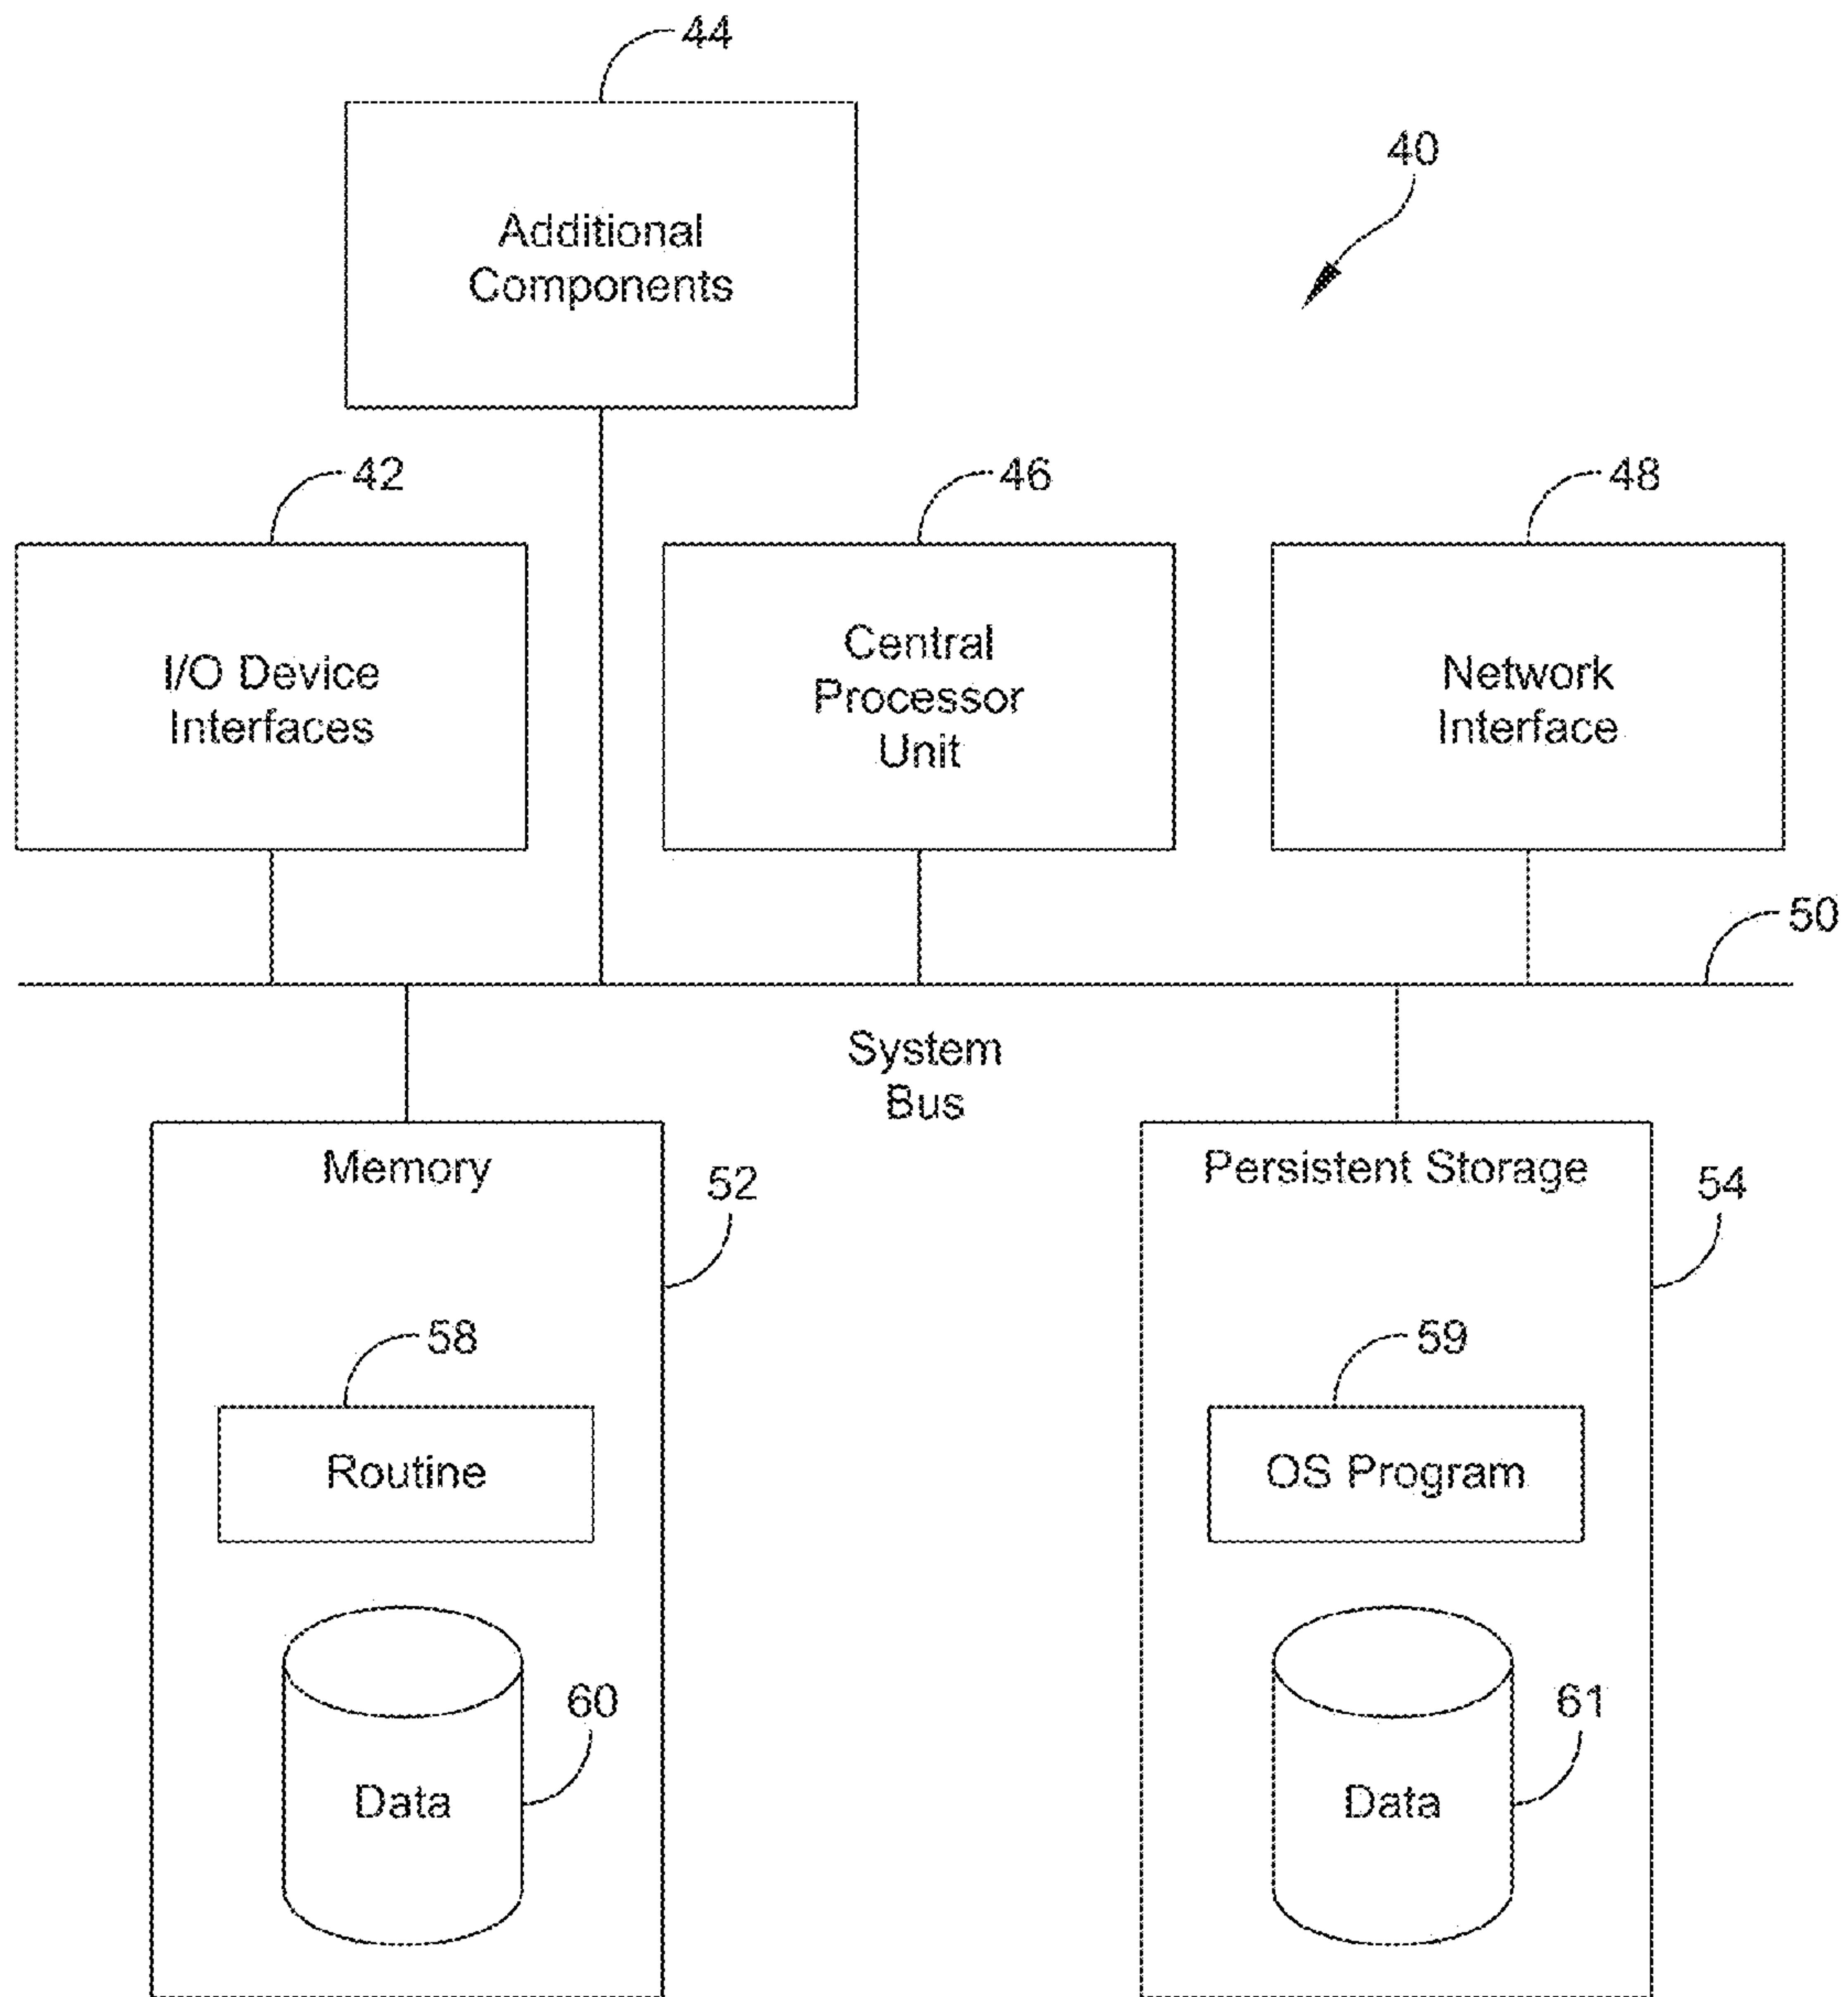 44
40
Additional
Components
42
46
48
I/O Device
Interfaces
Central
Processor
Unit
Network
Interface
50
System
Bus
Memory
52
Persistent Storage
54
58
59
Routine
OS Program
60
61
Data
Data